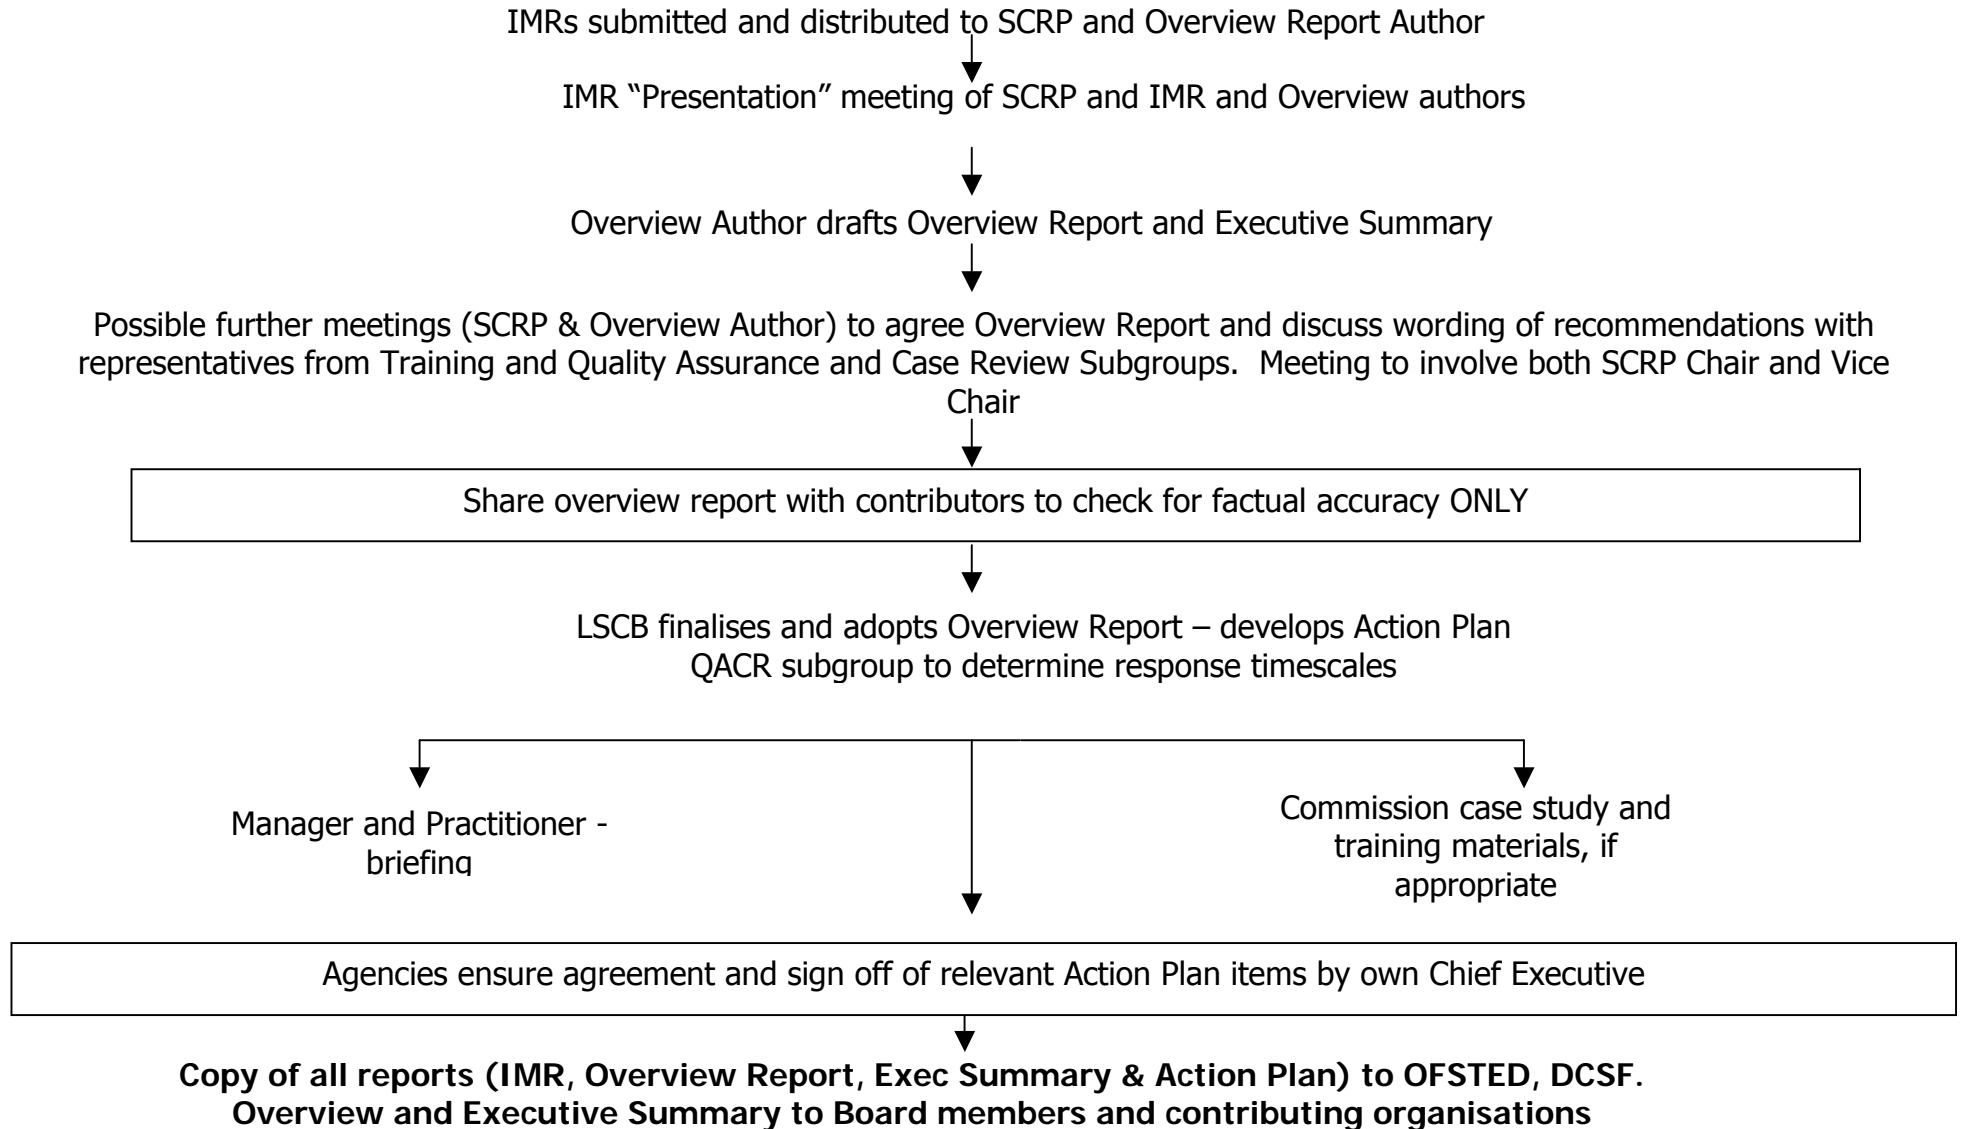 IMRs submitted and distributed to SCRP and Overview Report Author
IMR “Presentation” meeting of SCRP and IMR and Overview authors
Overview Author drafts Overview Report and Executive Summary
Possible further meetings (SCRP & Overview Author) to agree Overview Report and discuss wording of recommendations with
representatives from Training and Quality Assurance and Case Review Subgroups.  Meeting to involve both SCRP Chair and Vice
Chair
Share overview report with contributors to check for factual accuracy ONLY
LSCB finalises and adopts Overview Report – develops Action Plan
QACR subgroup to determine response timescales
Manager and Practitioner -
briefing
Commission case study and
training materials, if
appropriate
Agencies ensure agreement and sign off of relevant Action Plan items by own Chief Executive
Copy of all reports (IMR, Overview Report, Exec Summary & Action Plan) to OFSTED, DCSF.
Overview and Executive Summary to Board members and contributing organisations